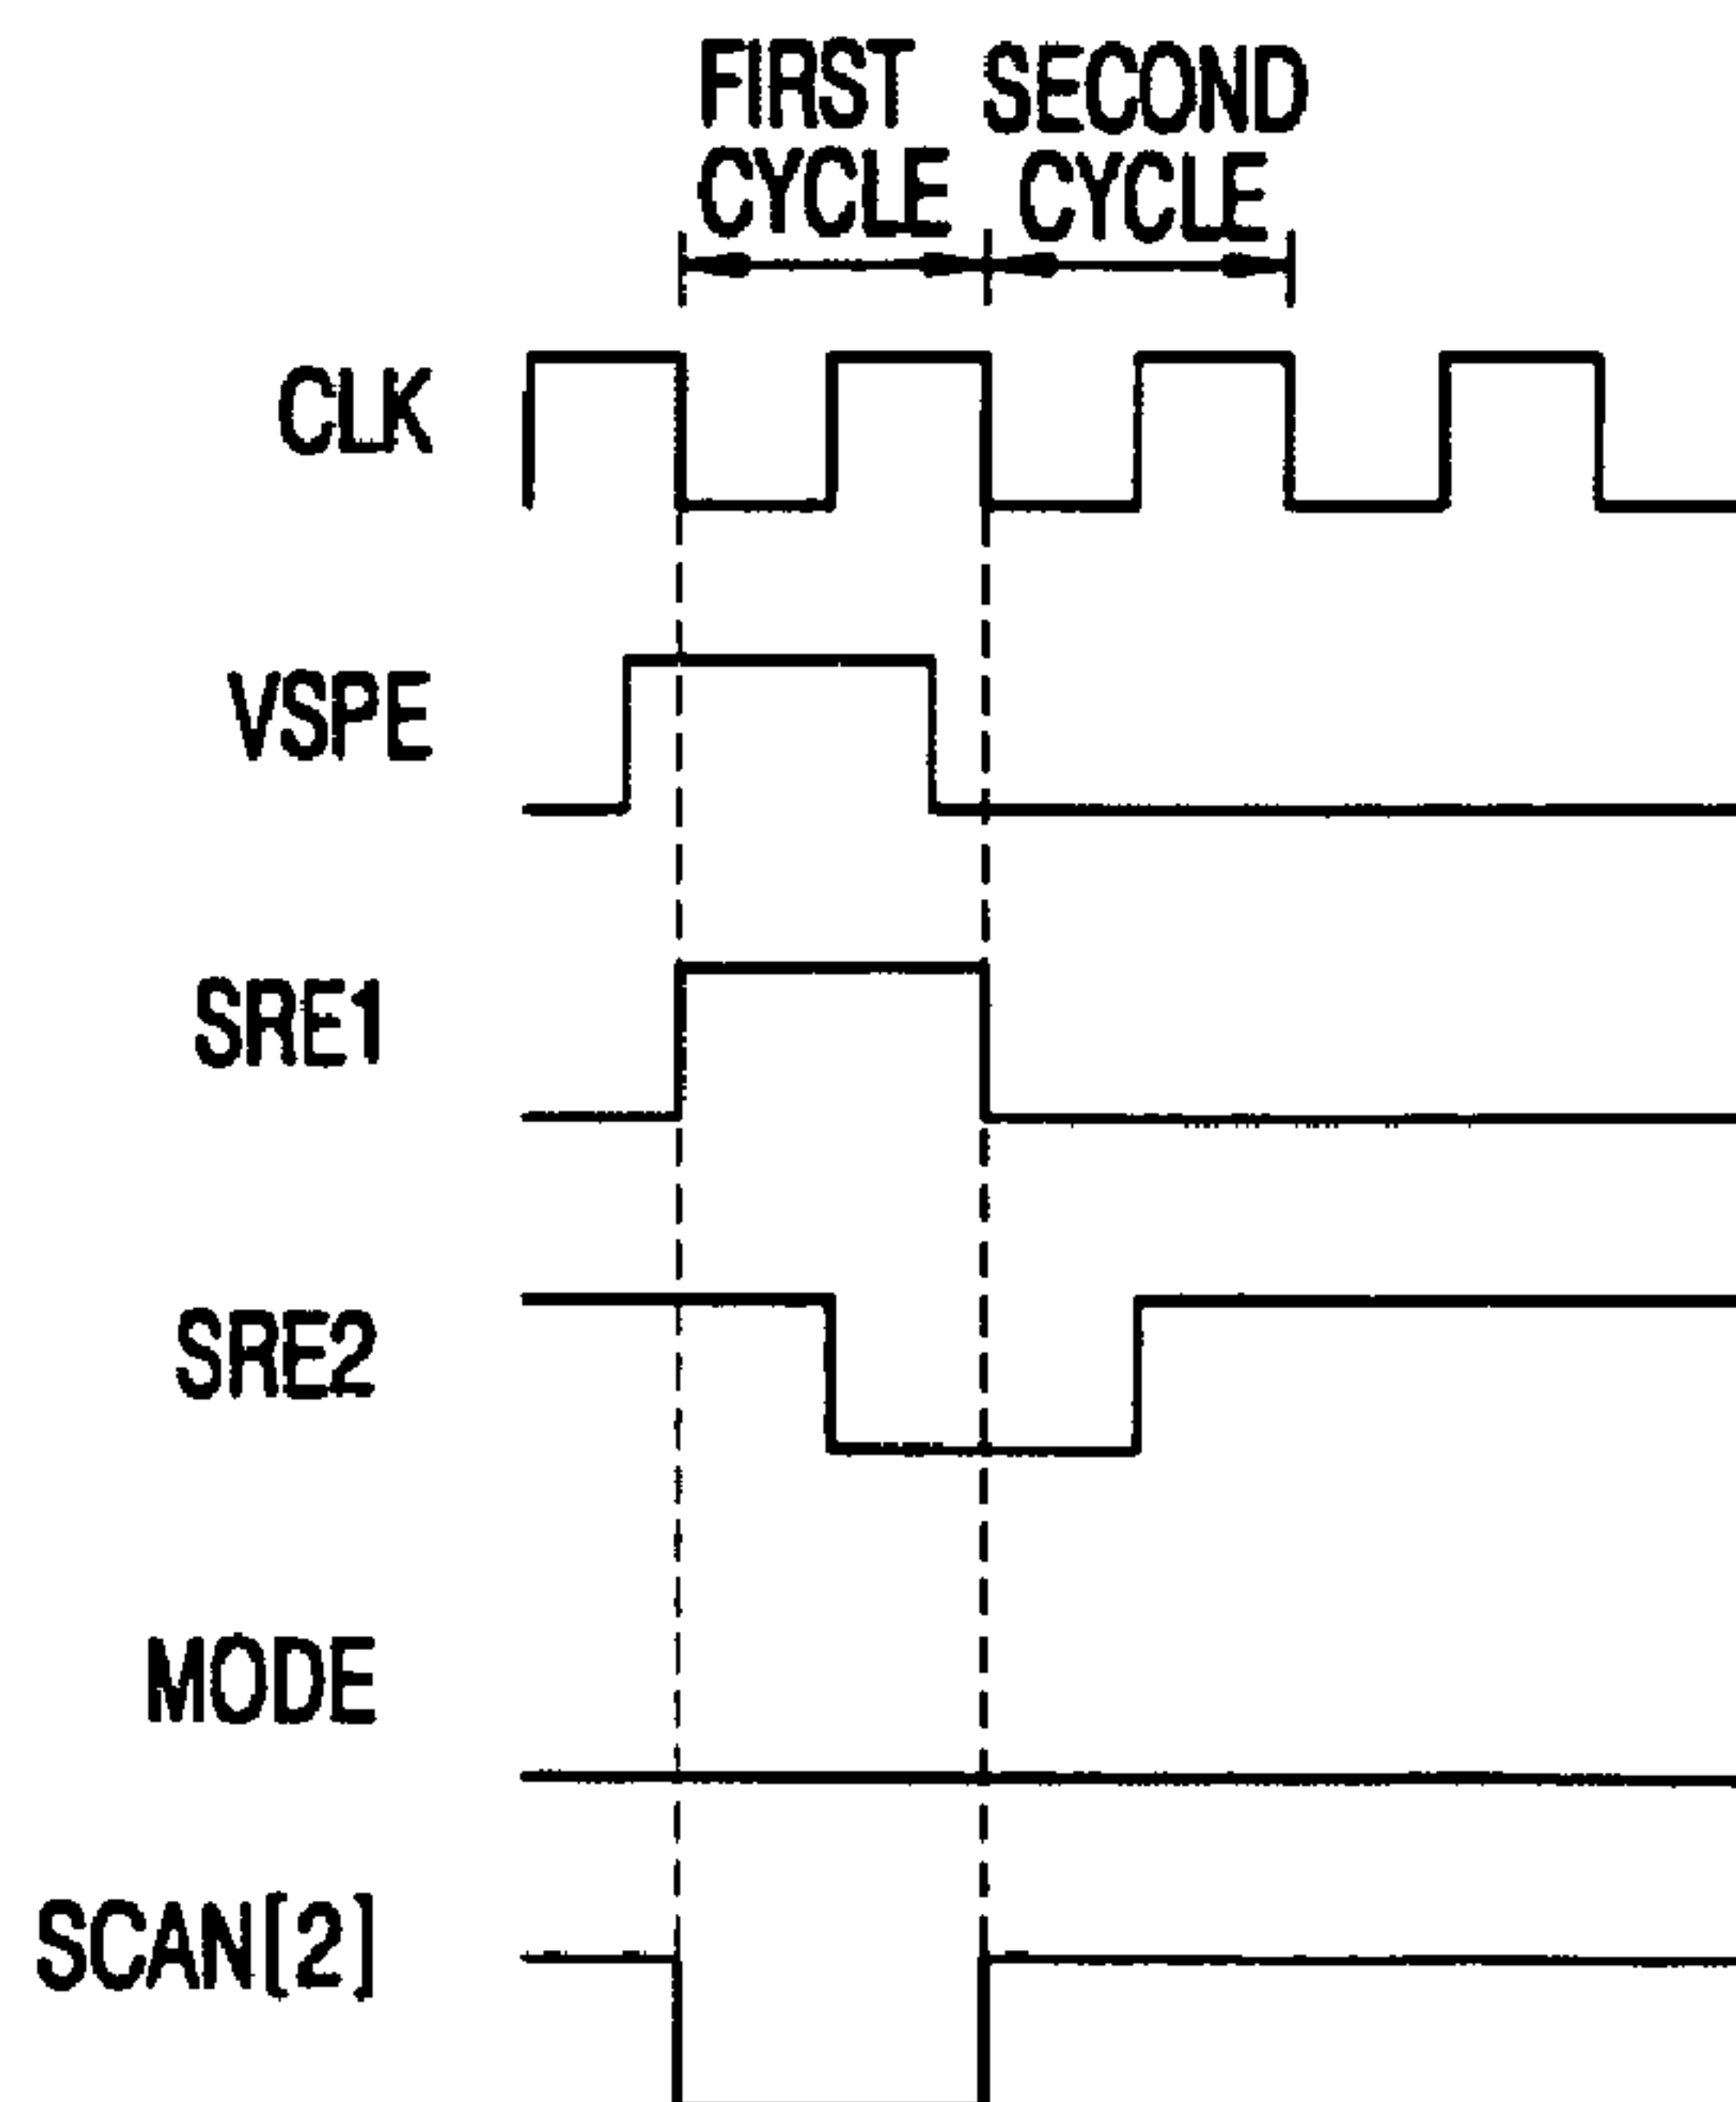 FIRST SECOND
CYCLE CYCLE
CLK
VSPE
SRE1
SRE2
MODE
SCAN[2]